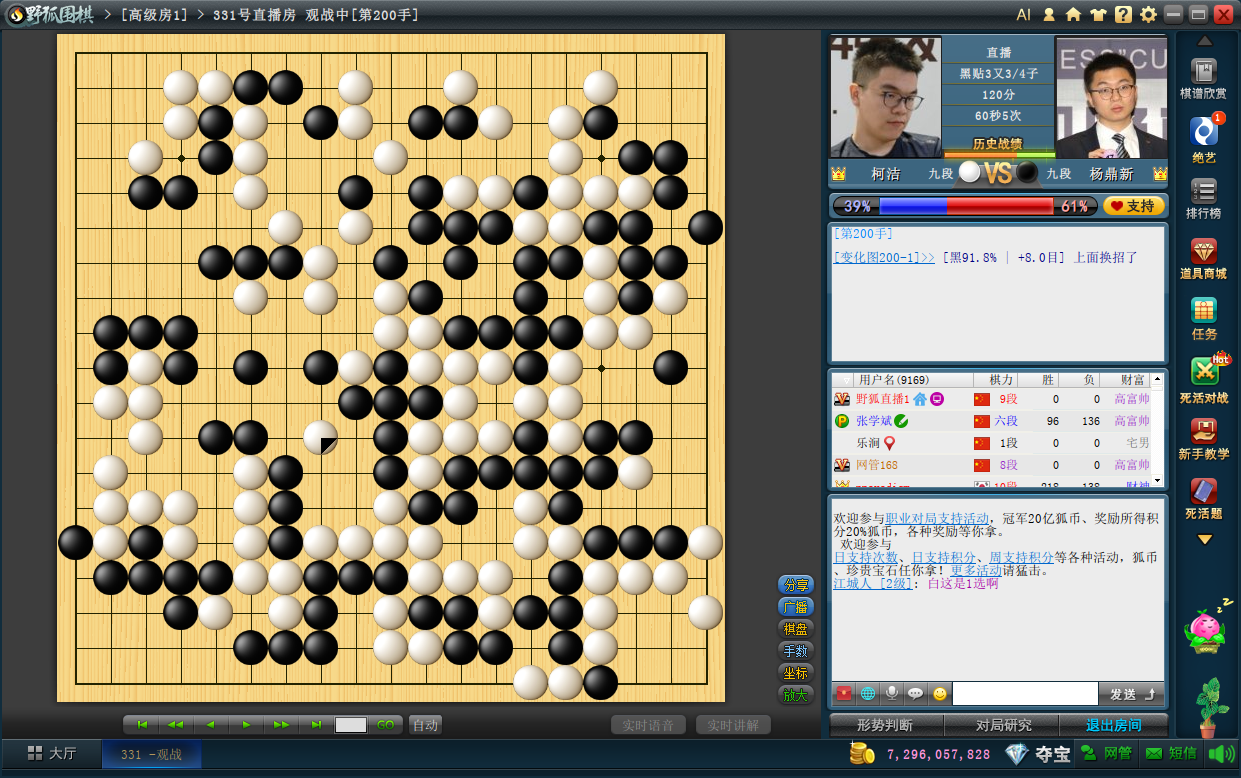 野狐围棋 > [高级房1] > 331号直播房 观战中[第200手]
AI
?
直播
黑贴3又3/4子
120分
60秒5次
历史战绩
柯洁 九段 VS 九段 杨鼎新
39% 61% 支持
[第200手]
[变化图200-1]>> [黑91.8% | +8.0目] 上面换招了
用户名(9169) 棋力 胜 负 财富
野狐直播1 9段 0 0 高富帅
P 张学斌 六段 96 136 高富帅
乐涧 1段 0 0 宅男
网管168 8段 0 0 高富帅
欢迎参与职业对局支持活动，冠军20亿狐币、奖励所得积
分20%狐币，各种奖励等你拿。
欢迎参与
日支持次数、日支持积分、周支持积分等各种活动，狐币
、珍贵宝石任你拿！更多活动请猛击。
江城人 [2级]：白这是1选啊
发送
形势判断 对局研究 退出房间
棋谱欣赏
1
绝艺
排行榜
道具商城
任务
Hot
死活对战
新手教学
死活题
分享
广播
棋盘
手数
坐标
放大
GO 自动 实时语音 实时讲解
大厅 331 -观战 7,296,057,828 夺宝 网管 短信